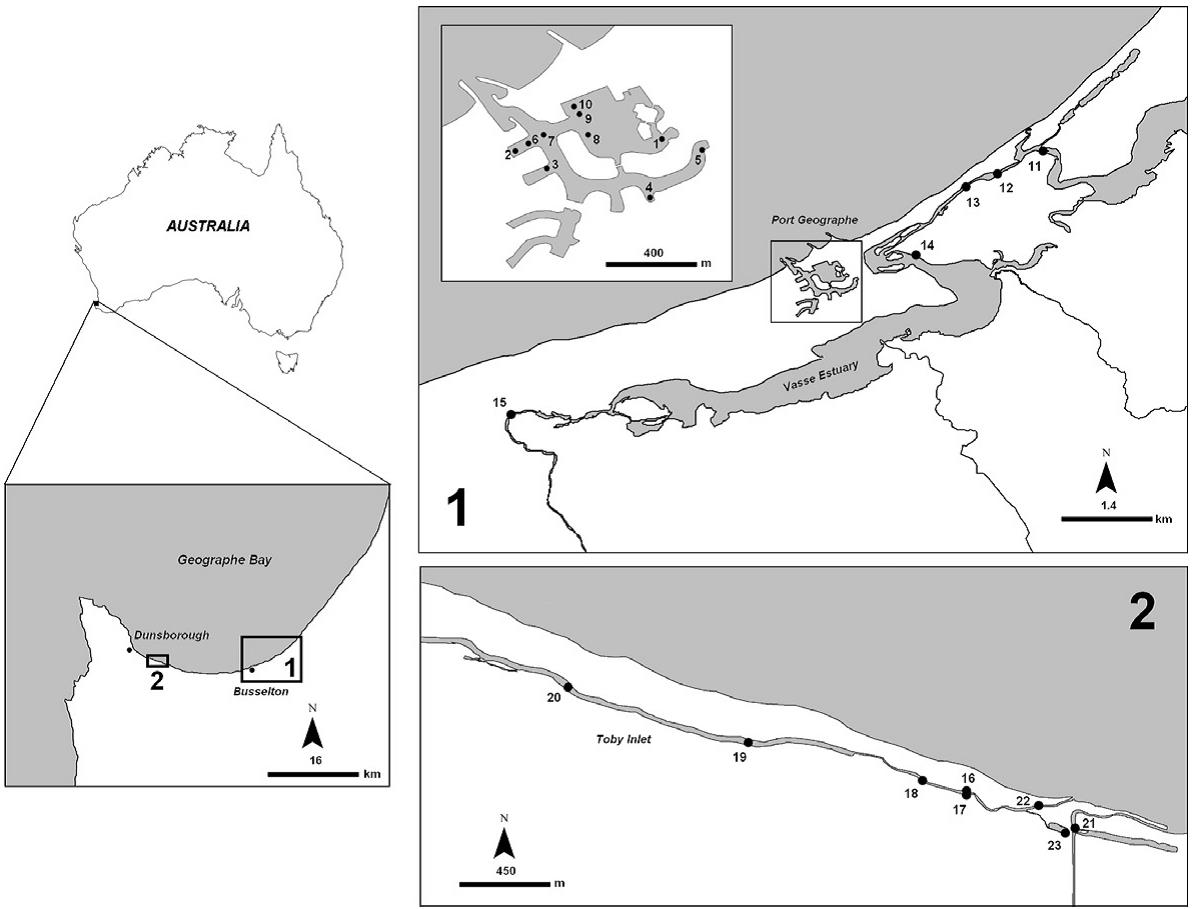 AUSTRALIA
Geographe Bay
Dunsborough
2
1
Busselton
N
16
km
10
9
6
7
8
2
1
5
3
4
400
m
11
12
13
Port Geographe
14
Vasse Estuary
15
N
1.4
km
1
2
20
Toby Inlet
19
18
16
17
22
21
23
N
450
m